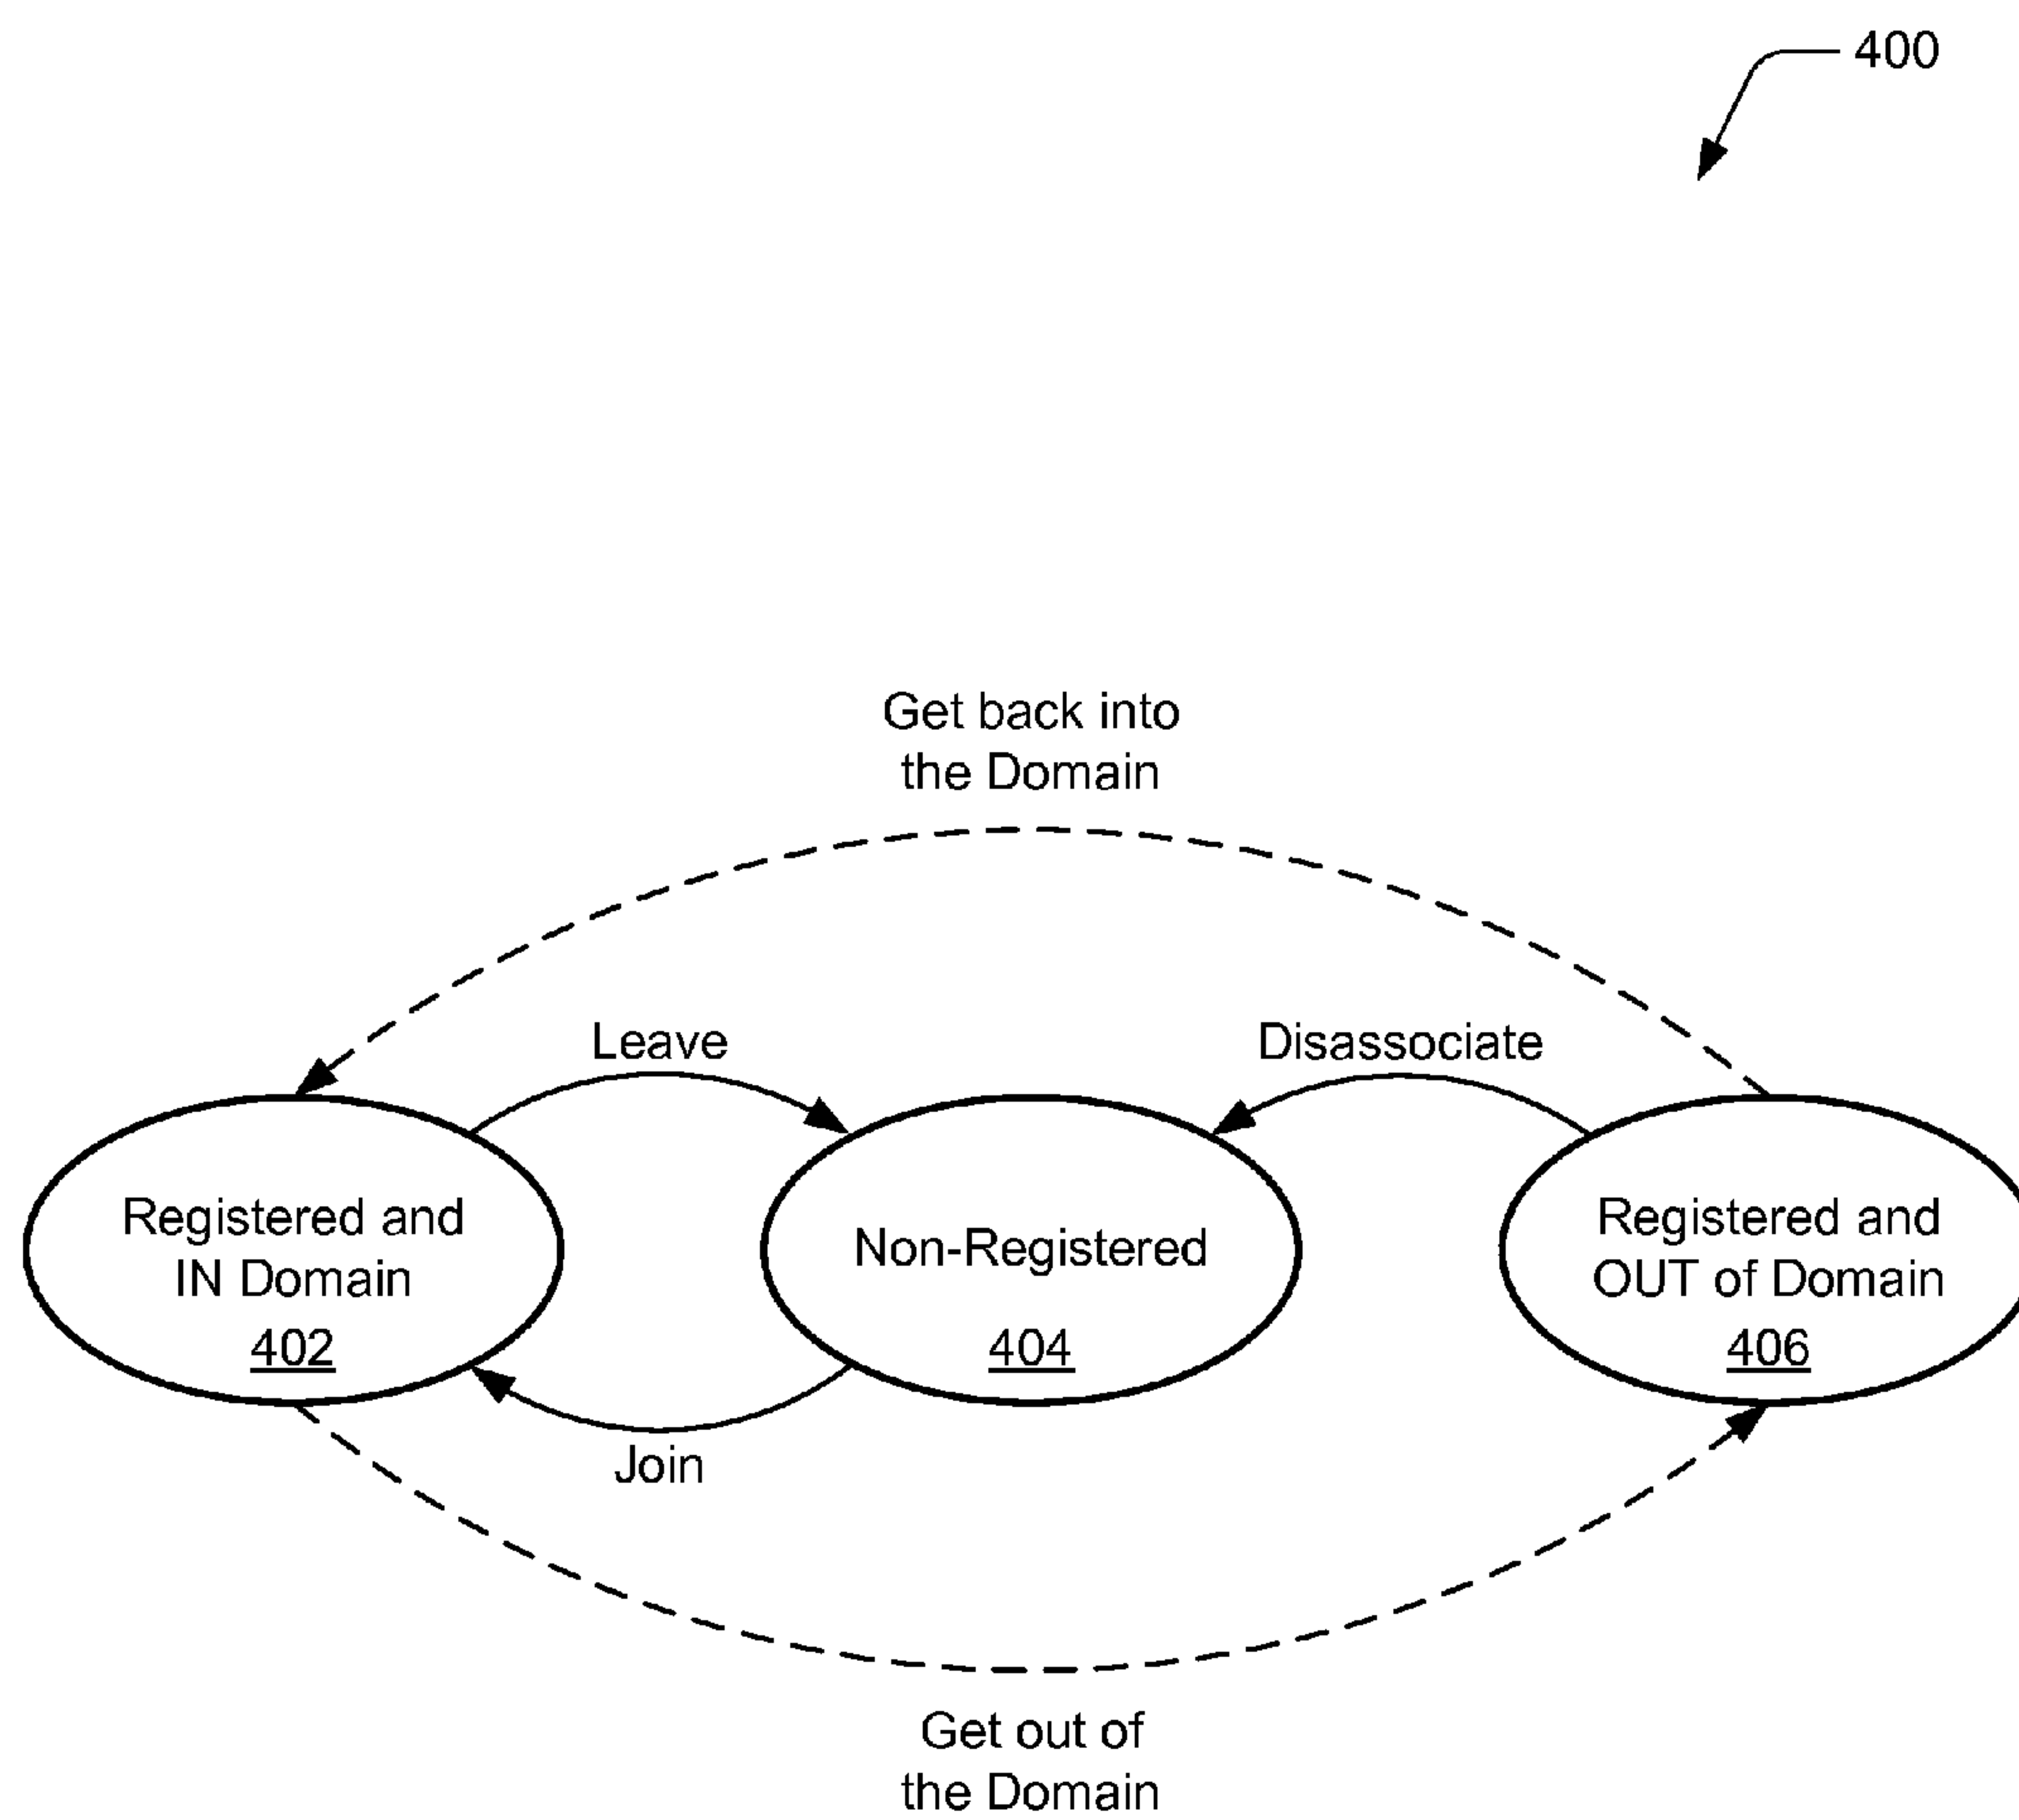 400
Get back into
the Domain
Leave
Disassociate
Registered and
IN Domain
402
Non-Registered
404
Registered and
OUT of Domain
406
Join
Get out of
the Domain